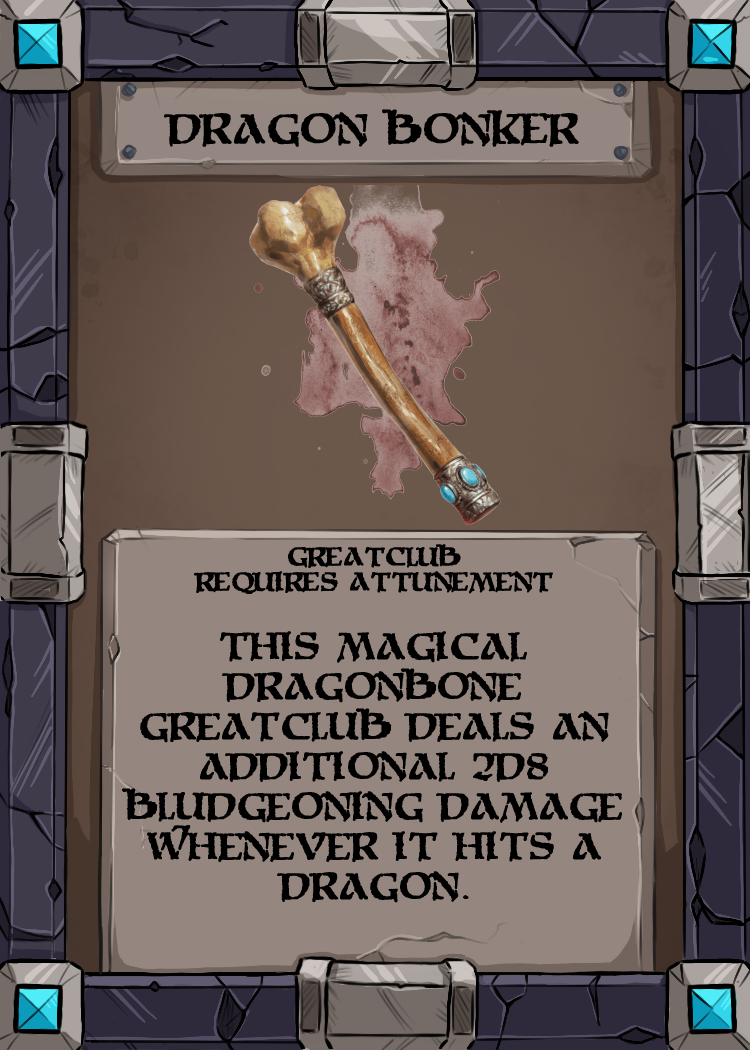 DRAGON BONKER
GREATCLUB
REQUIRES ATTUNEMENT
THIS MAGICAL
DRAGONBONE
GREATCLUB DEALS AN
ADDITIONAL 2D8
BLUDGEONING DAMAGE
WHENEVER IT HITS A
DRAGON.